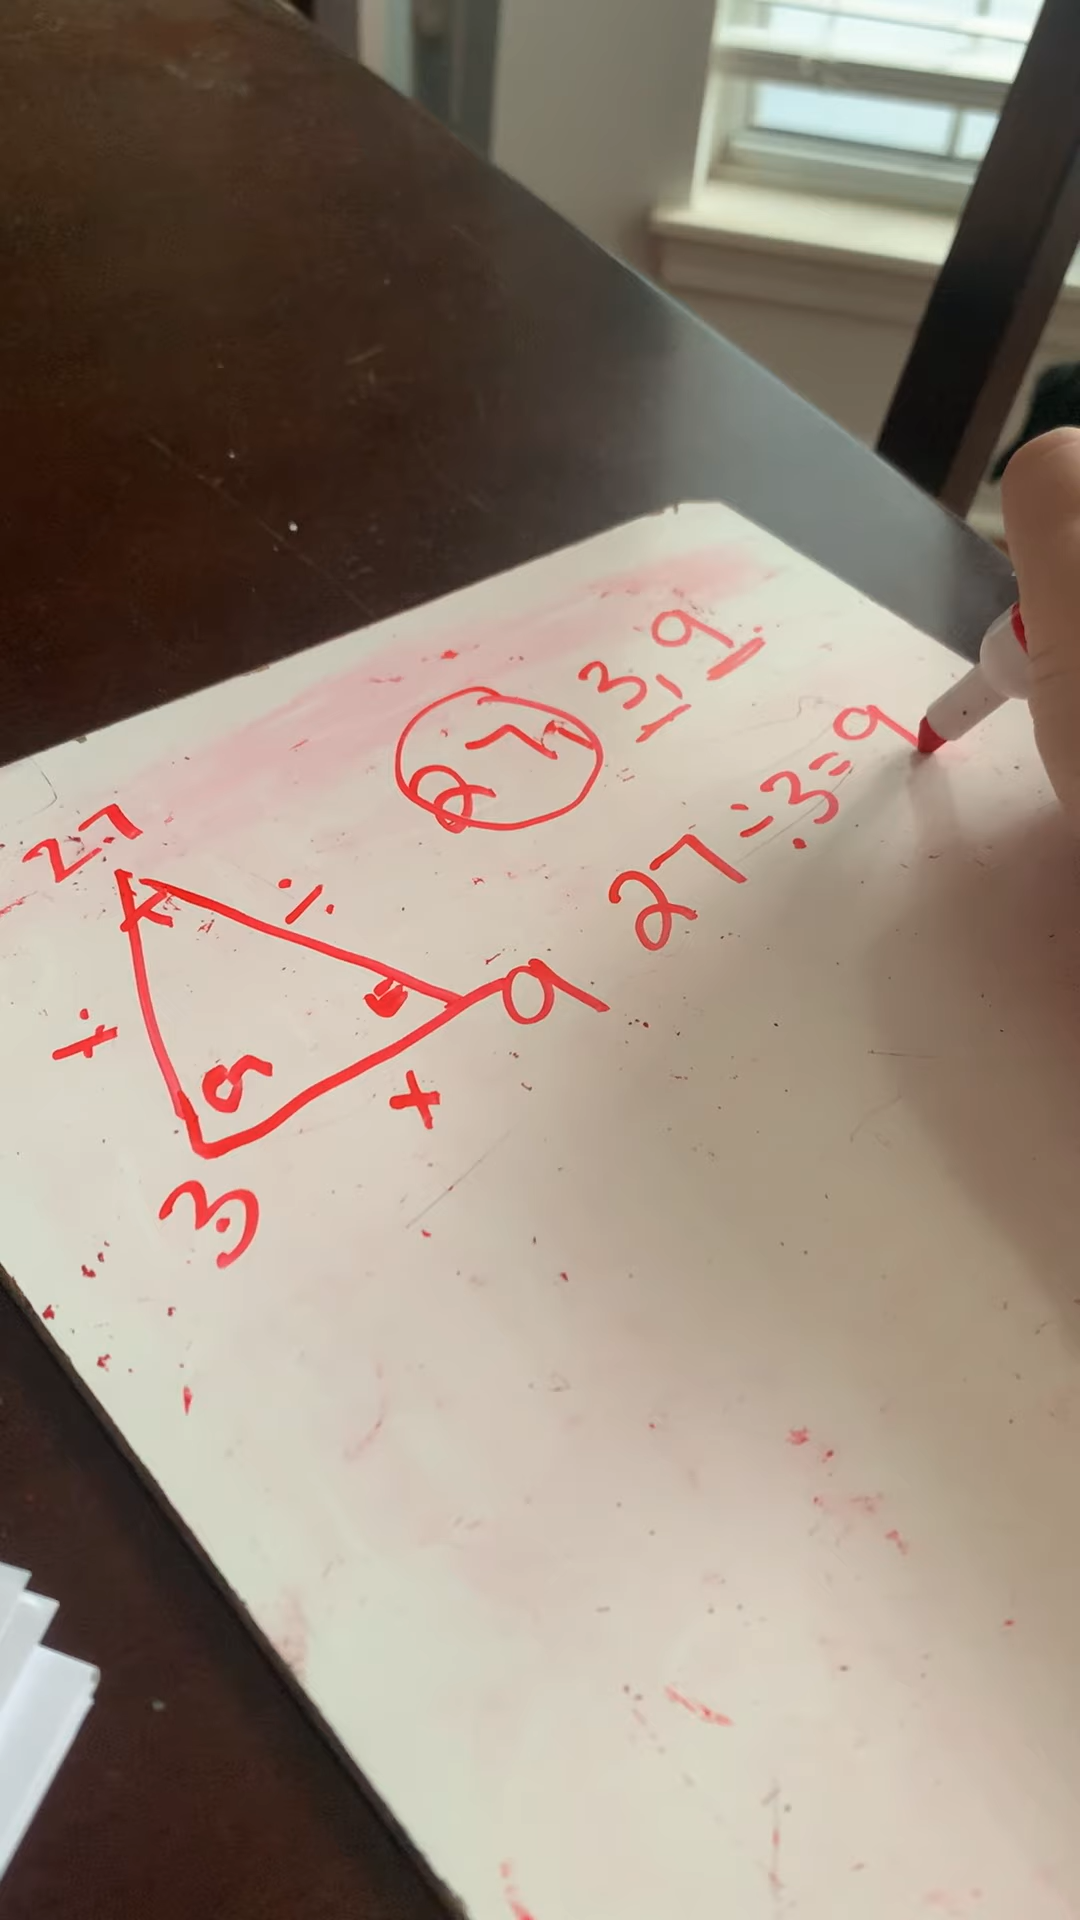 27 3, 9
27 ÷ 3 = 9
27
÷
÷ 9
9 ×
3